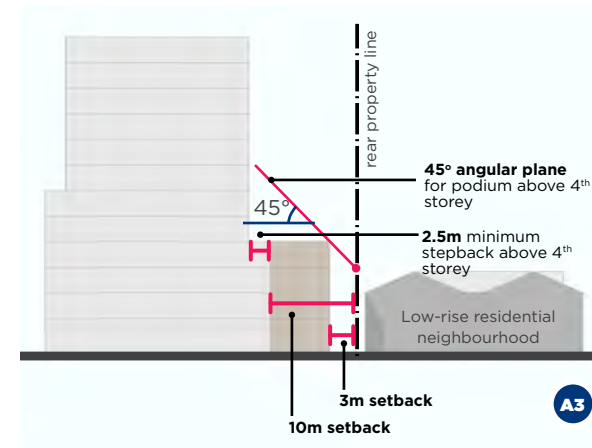 rear property line
45° angular plane
for podium above 4th
storey
45°
2.5m minimum
stepback above 4th
storey
Low-rise residential
neighbourhood
3m setback
10m setback
A3